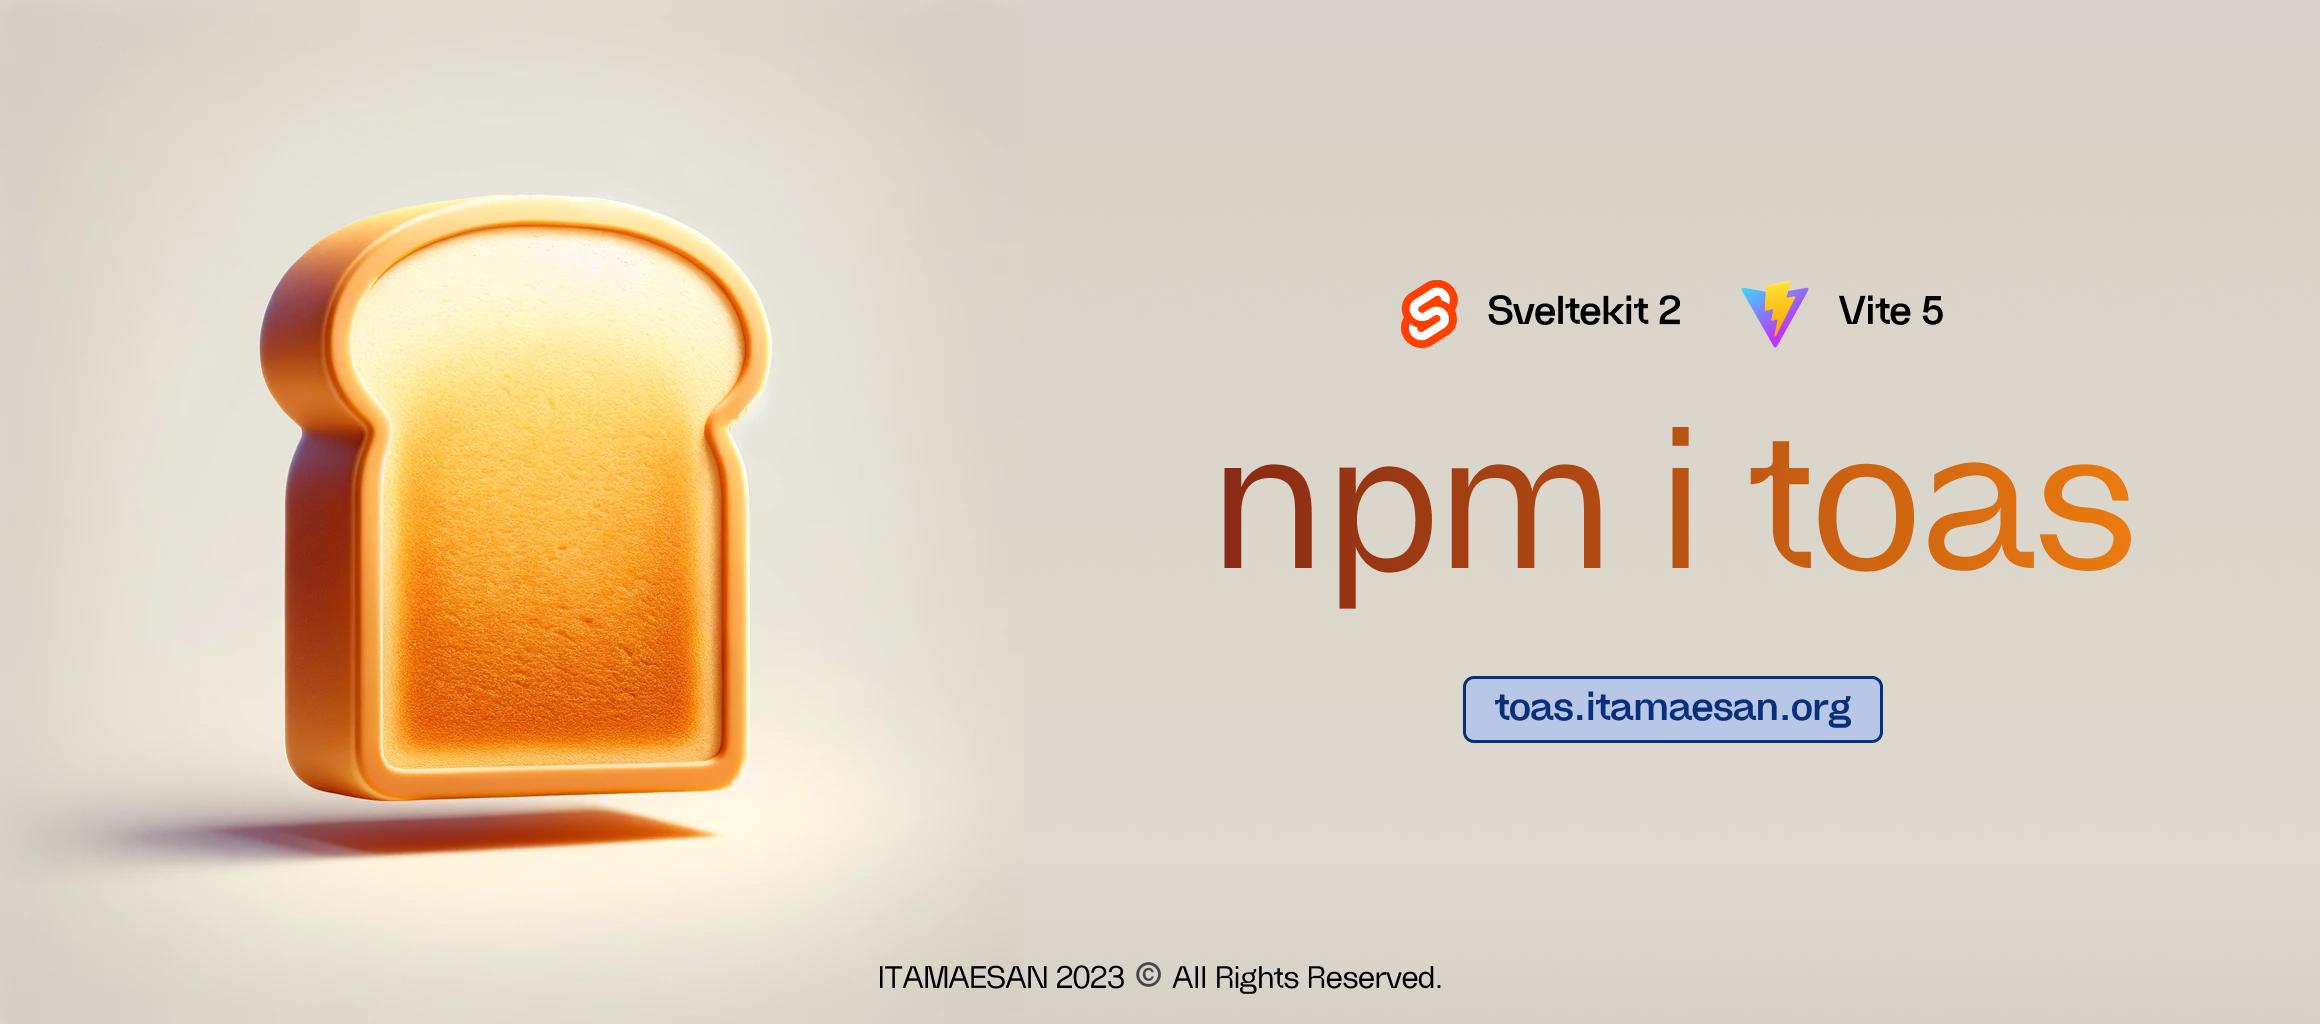 Sveltekit 2 Vite 5
npm i toas
toas.itamaesan.org
ITAMAESAN 2023 © All Rights Reserved.